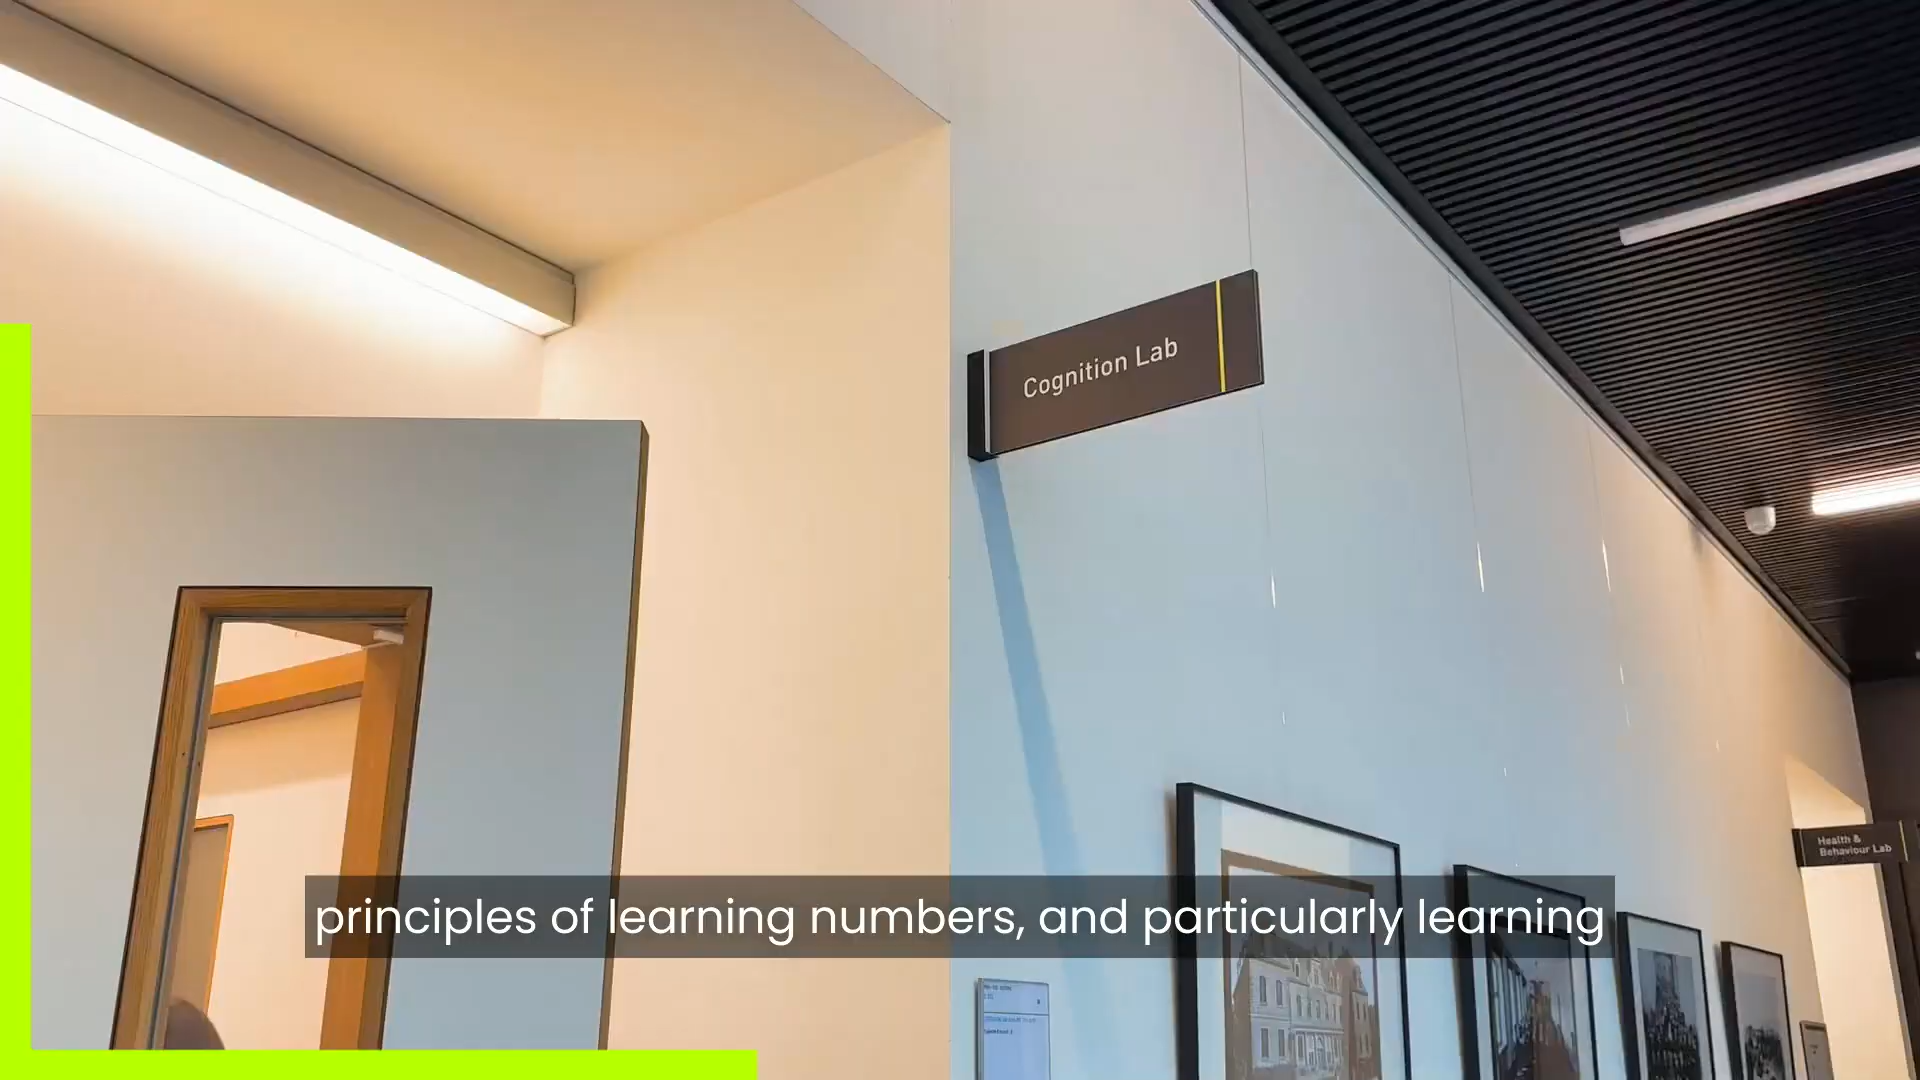 Cognition Lab
Health &
Behaviour Lab
principles of learning numbers, and particularly learning